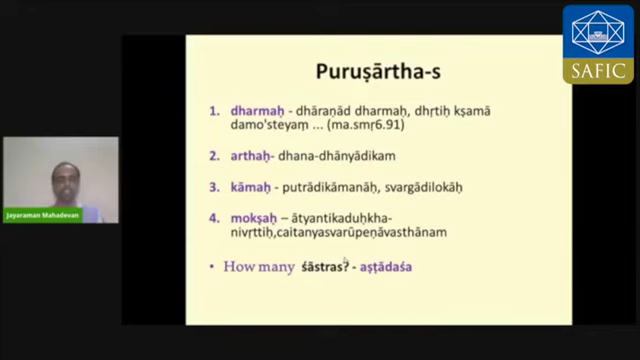 SAFIC
Puruṣārtha-s
1. dharmaḥ - dhāraṇād dharmaḥ, dhṛtiḥ kṣamā
damo'steyaṃ ... (ma.smṛ6.91)
2. arthaḥ- dhana-dhānyādikam
3. kāmaḥ - putrādikāmanāḥ, svargādilokāḥ
4. mokṣaḥ – ātyantikaduḥkha-
nivṛttiḥ,caitanyasvarūpeṇāvasthānam
• How many śāstras? - aṣṭādaśa
Jayaraman Mahadevan